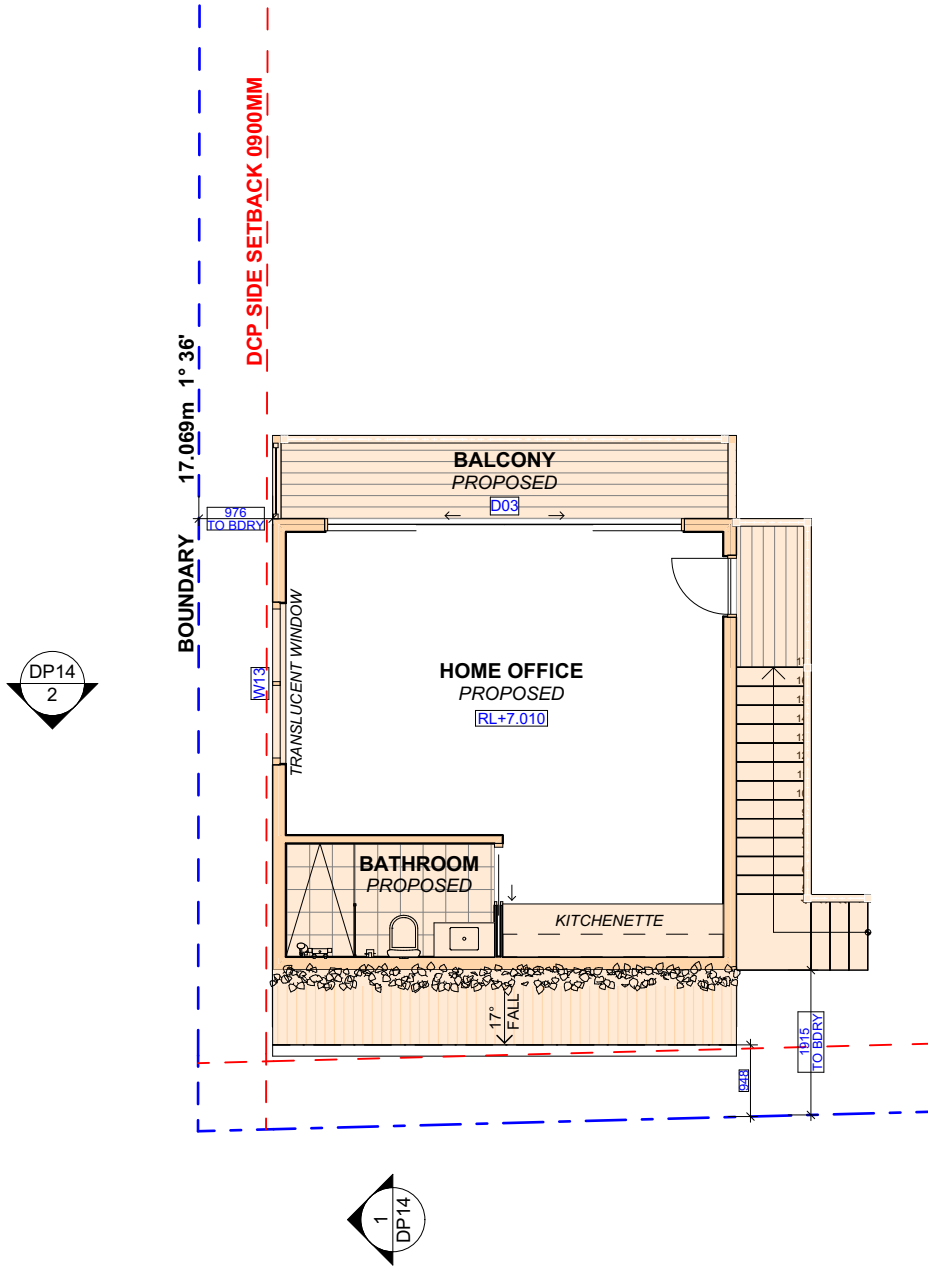 DCP SIDE SETBACK 0900MM
BOUNDARY 17.069m 1° 36'
BALCONY
PROPOSED
D03
976
TO BDRY
TRANSLUCENT WINDOW
W13
HOME OFFICE
PROPOSED
RL+7.010
DP14
2
BATHROOM
PROPOSED
KITCHENETTE
17°
FALL
1915
TO BDRY
948
1
DP14